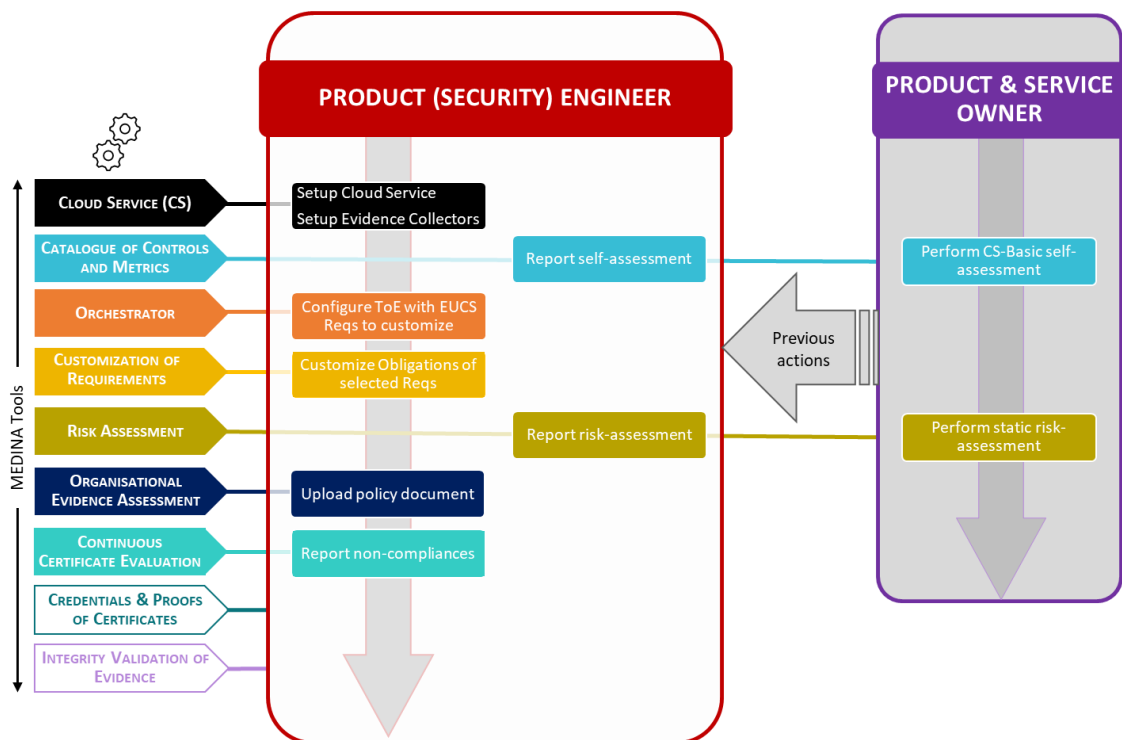 PRODUCT (SECURITY) ENGINEER
PRODUCT & SERVICE
OWNER
MEDINA Tools
CLOUD SERVICE (CS)
Setup Cloud Service
Setup Evidence Collectors
CATALOGUE OF CONTROLS
AND METRICS
Report self-assessment
Perform CS-Basic self-
assessment
ORCHESTRATOR
Configure ToE with EUCS
Reqs to customize
Previous
actions
CUSTOMIZATION OF
REQUIREMENTS
Customize Obligations of
selected Reqs
RISK ASSESSMENT
Report risk-assessment
Perform static risk-
assessment
ORGANISATIONAL
EVIDENCE ASSESSMENT
Upload policy document
CONTINUOUS
CERTIFICATE EVALUATION
Report non-compliances
CREDENTIALS & PROOFS
OF CERTIFICATES
INTEGRITY VALIDATION OF
EVIDENCE